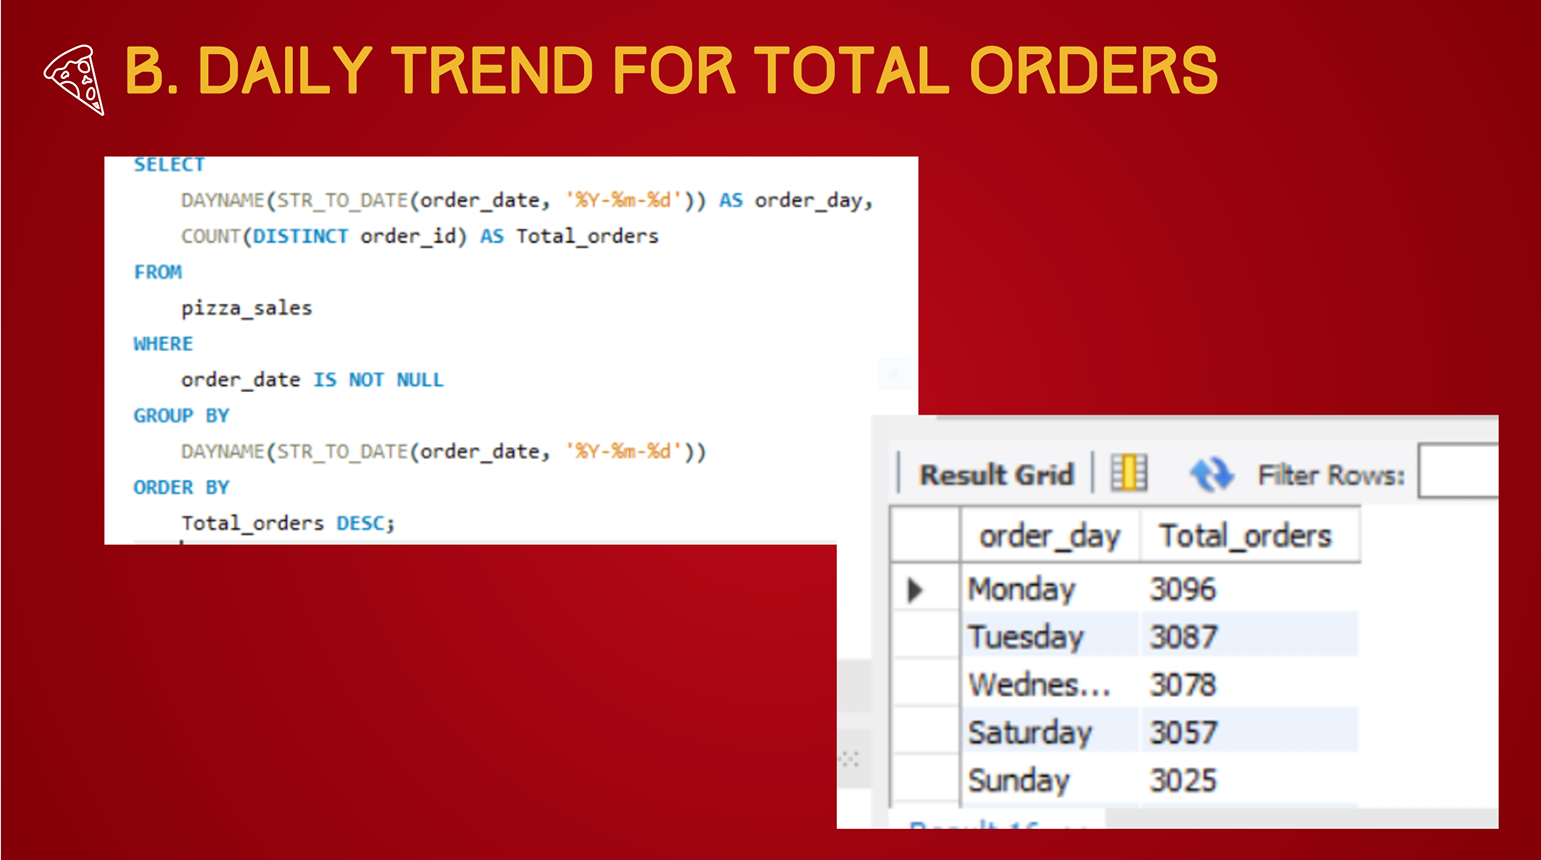 B. DAILY TREND FOR TOTAL ORDERS
SELECT
DAYNAME(STR_TO_DATE(order_date, '%Y-%m-%d')) AS order_day,
COUNT(DISTINCT order_id) AS Total_orders
FROM
pizza_sales
WHERE
order_date IS NOT NULL
GROUP BY
DAYNAME(STR_TO_DATE(order_date, '%Y-%m-%d'))
ORDER BY
Total_orders DESC;
Result Grid Filter Rows:
order_day Total_orders
Monday 3096
Tuesday 3087
Wednes... 3078
Saturday 3057
Sunday 3025